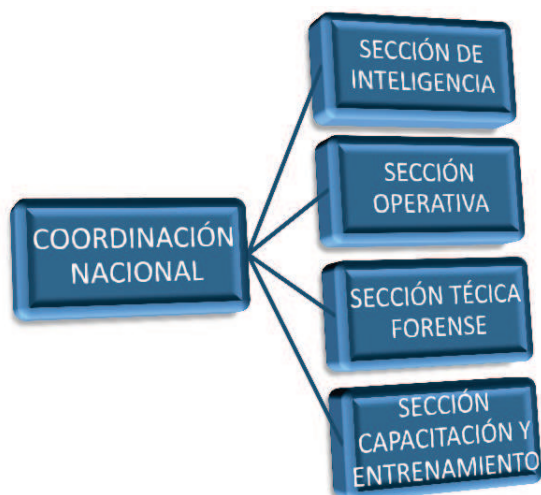 COORDINACIÓN
NACIONAL
SECCIÓN DE
INTELIGENCIA
SECCIÓN
OPERATIVA
SECCIÓN TÉCICA
FORENSE
SECCIÓN
CAPACITACIÓN Y
ENTRENAMIENTO